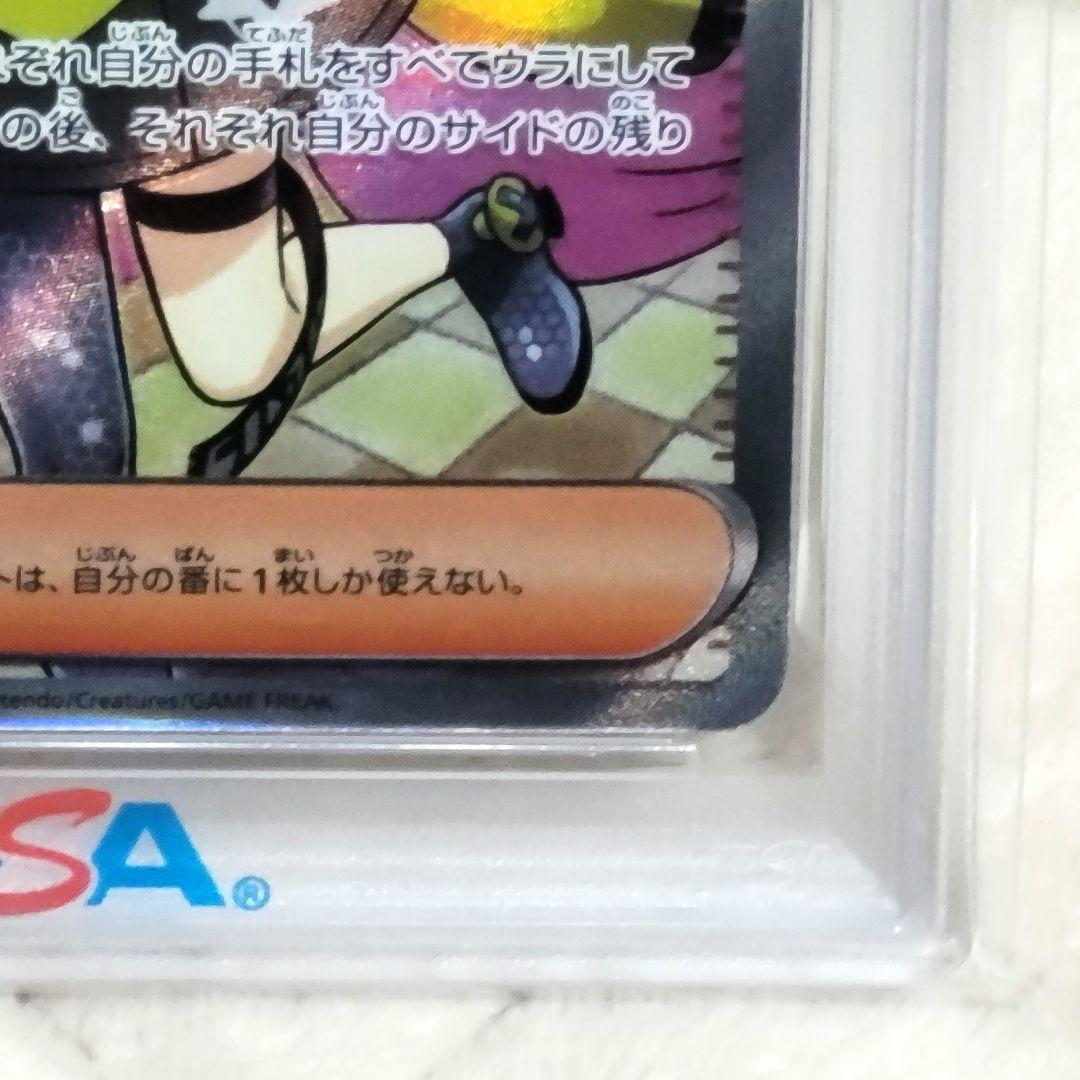 れぞれ自分の手札をすべてウラにして
の後、それぞれ自分のサイドの残り
トは、自分の番に1枚しか使えない。
ntendo/Creatures/GAME FREAK
SA®